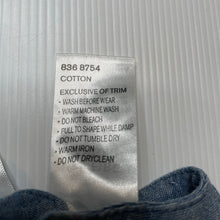 836 8754
COTTON
EXCLUSIVE OF TRIM
• WASH BEFORE WEAR
• WARM MACHINE WASH
• DO NOT BLEACH
• PULL TO SHAPE WHILE DAMP
• DO NOT TUMBLE DRY
• WARM IRON
• DO NOT DRYCLEAN